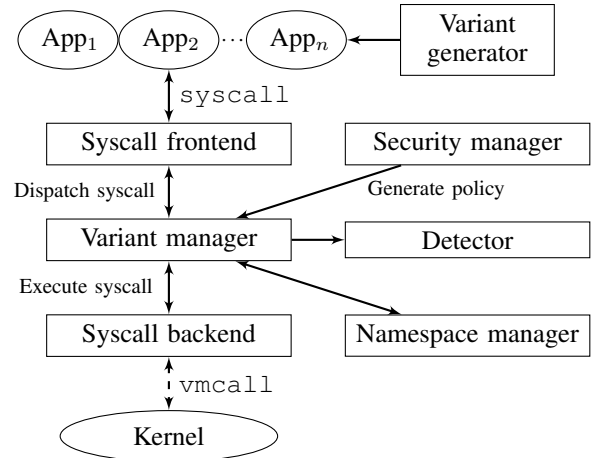 App₁ App₂ ··· Appₙ
Variant
generator
syscall
Syscall frontend
Security manager
Dispatch syscall
Generate policy
Variant manager
Detector
Execute syscall
Syscall backend
Namespace manager
vmcall
Kernel